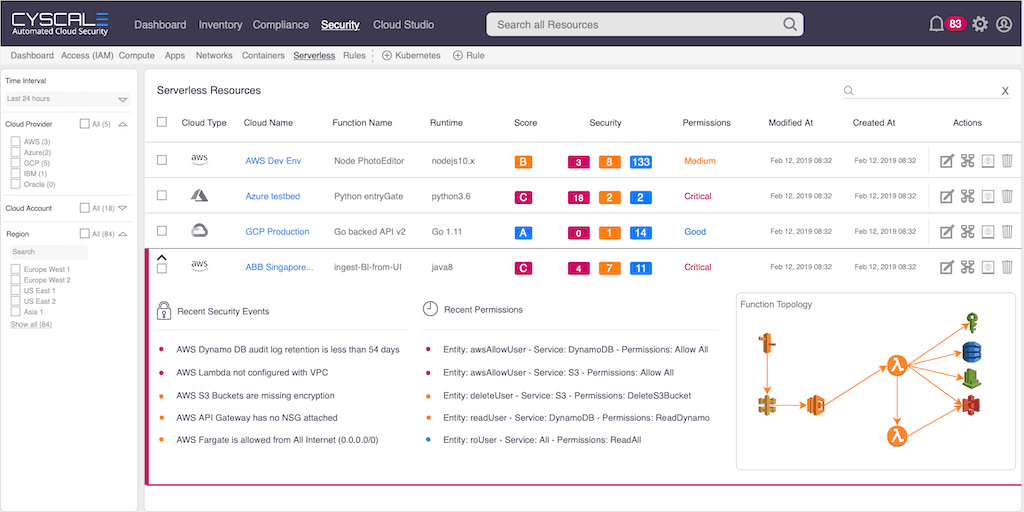 CYSCALE
Automated Cloud Security
Dashboard Inventory Compliance Security Cloud Studio
Search all Resources
83
Dashboard Access (IAM) Compute Apps Networks Containers Serverless Rules Kubernetes Rule
Time Interval
Last 24 hours
Cloud Provider All (5)
AWS (3)
Azure(2)
GCP (5)
IBM (1)
Oracle (0)
Cloud Account All (18)
Region All (84)
Search
Europe West 1
Europe West 2
US East 1
US East 2
Asia 1
Show all (84)
Serverless Resources
X
Cloud Type Cloud Name Function Name Runtime Score Security Permissions Modified At Created At Actions
aws AWS Dev Env Node PhotoEditor nodejs10.x B 3 8 133 Medium Feb 12, 2019 08:32 Feb 12, 2019 08:32
Azure testbed Python entryGate python3.6 C 18 2 2 Critical Feb 12, 2019 08:32 Feb 12, 2019 08:32
GCP Production Go backed API v2 Go 1.11 A 0 1 14 Good Feb 12, 2019 08:32 Feb 12, 2019 08:32
aws ABB Singapore... ingest-BI-from-UI java8 C 4 7 11 Critical Feb 12, 2019 08:32 Feb 12, 2019 08:32
Recent Security Events
AWS Dynamo DB audit log retention is less than 54 days
AWS Lambda not configured with VPC
AWS S3 Buckets are missing encryption
AWS API Gateway has no NSG attached
AWS Fargate is allowed from All Internet (0.0.0.0/0)
Recent Permissions
Entity: awsAllowUser - Service: DynamoDB - Permissions: Allow All
Entity: awsAllowUser - Service: S3 - Permissions: Allow All
Entity: deleteUser - Service: S3 - Permissions: DeleteS3Bucket
Entity: readUser - Service: DynamoDB - Permissions: ReadDynamo
Entity: roUser - Service: All - Permissions: ReadAll
Function Topology